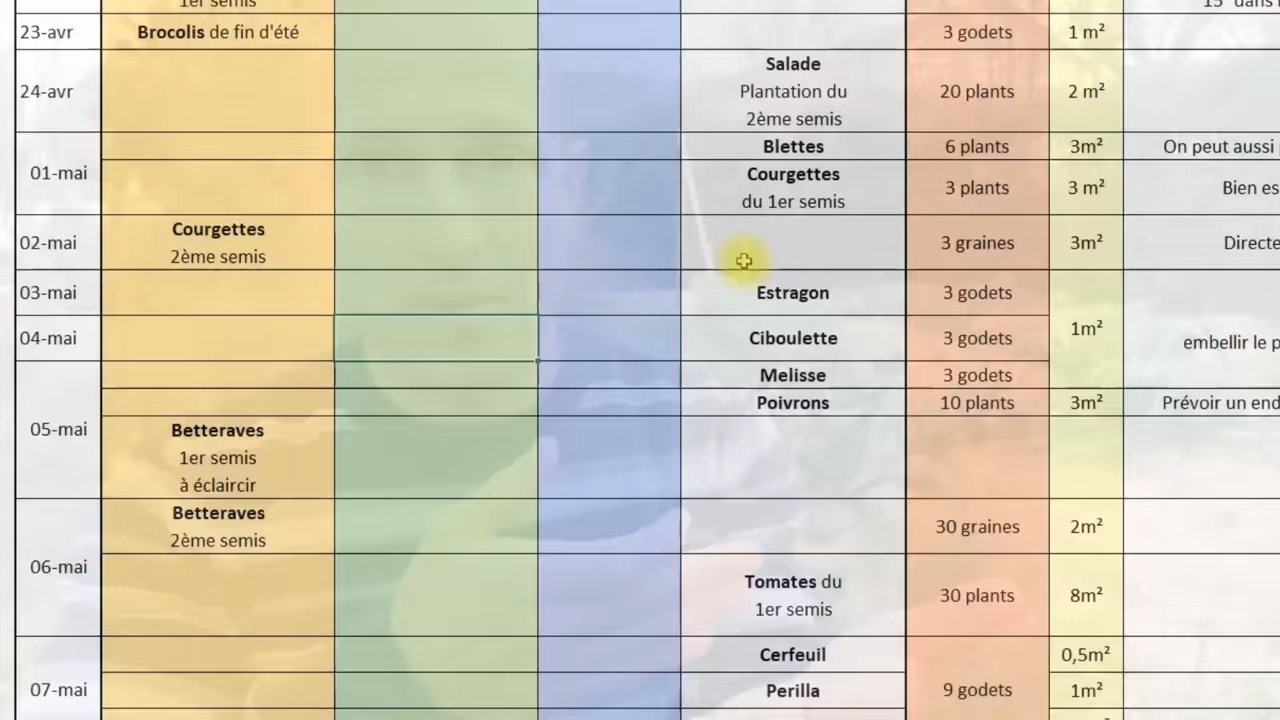 1er semis
15° dans
23-avr Brocolis de fin d'été 3 godets 1 m²
24-avr
Salade
Plantation du
2ème semis
20 plants 2 m²
01-mai
Blettes 6 plants 3m² On peut aussi
Courgettes
du 1er semis
3 plants 3 m² Bien es
02-mai
Courgettes
2ème semis
3 graines 3m² Directe
03-mai Estragon 3 godets
04-mai Ciboulette 3 godets
1m²
embellir le p
05-mai
Melisse 3 godets
Poivrons 10 plants 3m² Prévoir un end
Betteraves
1er semis
à éclaircir
06-mai
Betteraves
2ème semis
30 graines 2m²
Tomates du
1er semis
30 plants 8m²
07-mai
Cerfeuil 0,5m²
Perilla 9 godets 1m²